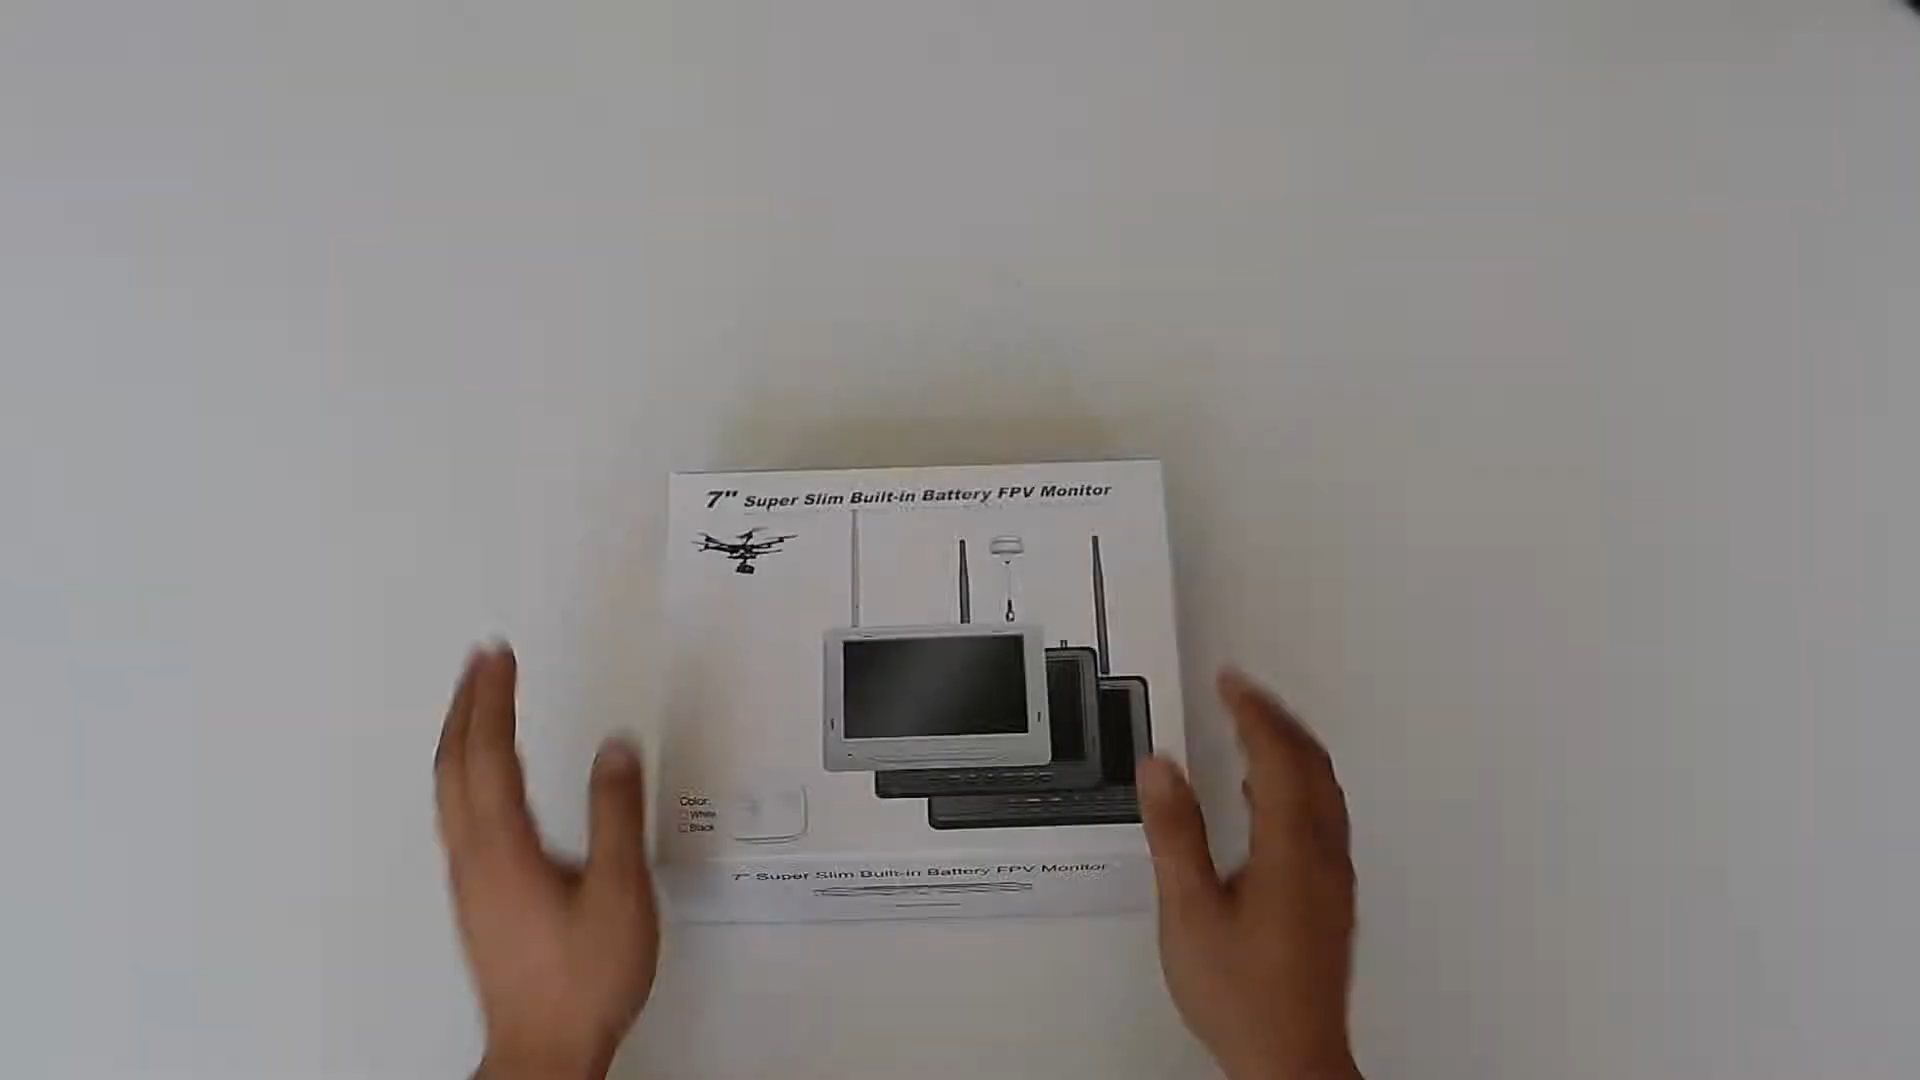 7" Super Slim Built-in Battery FPV Monitor
Color:
White
Black
7" Super Slim Built-in Battery FPV Monitor